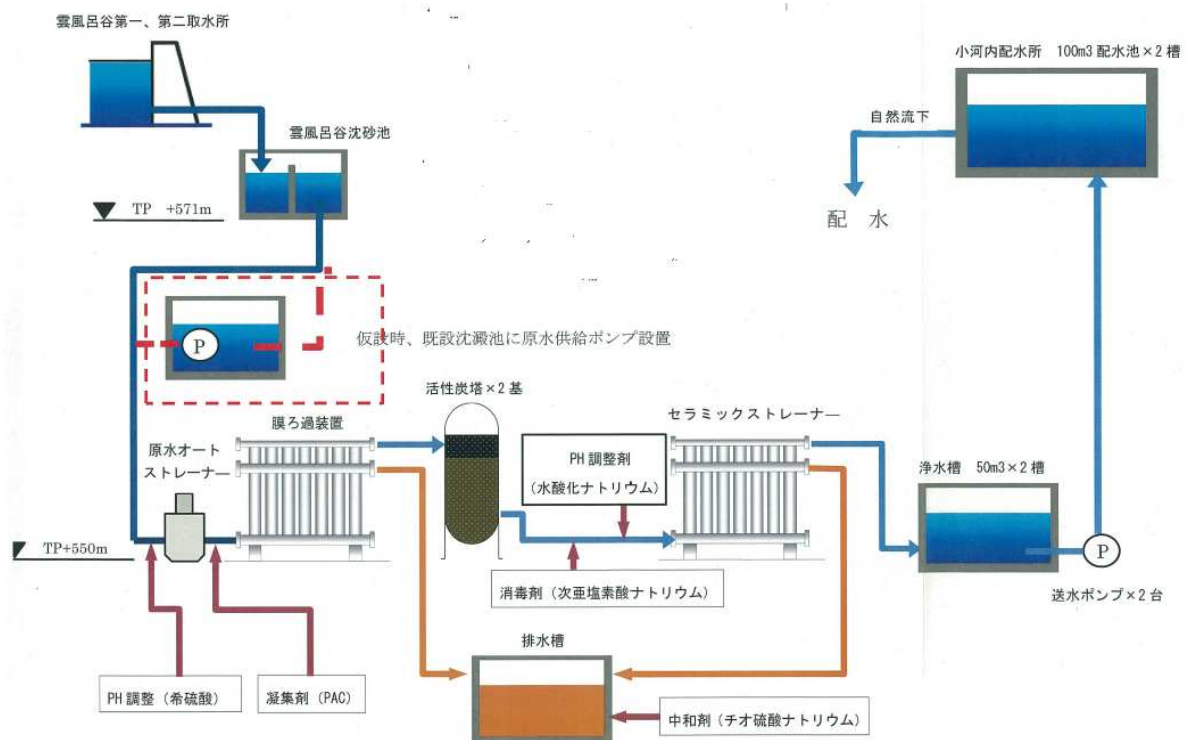 雲風呂谷第一、第二取水所
小河内配水所 100m3 配水池×2 槽
雲風呂谷沈砂池
自然流下
TP +571m
配 水
P
仮設時、既設沈澱池に原水供給ポンプ設置
活性炭塔×2 基
膜ろ過装置
セラミックストレーナー
原水オート
ストレーナー
PH 調整剤
(水酸化ナトリウム)
浄水槽 50m3×2 槽
TP+550m
P
消毒剤(次亜塩素酸ナトリウム)
送水ポンプ×2 台
排水槽
PH 調整(希硫酸)
凝集剤(PAC)
中和剤(チオ硫酸ナトリウム)